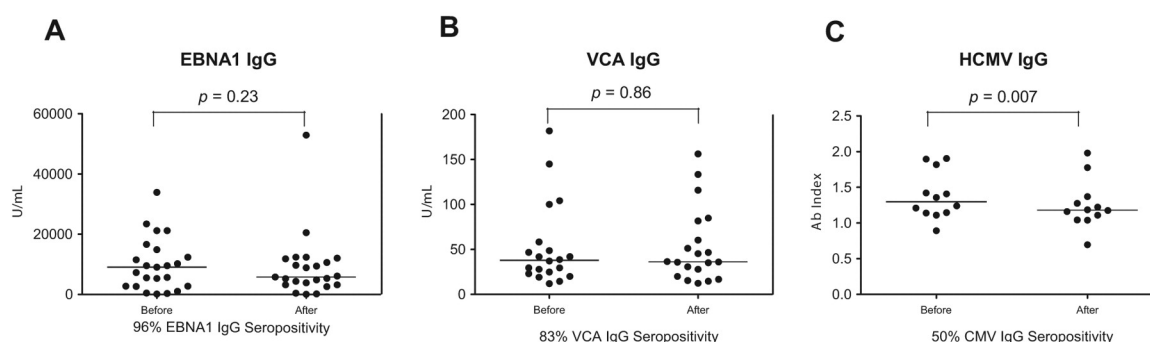 A
EBNA1 IgG
p = 0.23
60000
40000
20000
0
U/mL
Before
After
96% EBNA1 IgG Seropositivity
B
VCA IgG
p = 0.86
200
150
100
50
0
U/mL
Before
After
83% VCA IgG Seropositivity
C
HCMV IgG
p = 0.007
2.5
2.0
1.5
1.0
0.5
0.0
Ab Index
Before
After
50% CMV IgG Seropositivity